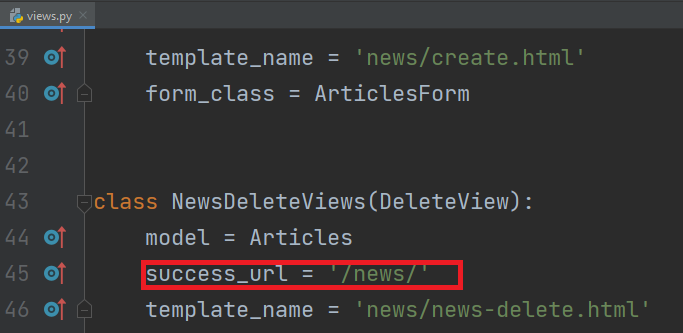 views.py
39 template_name = 'news/create.html'
40 form_class = ArticlesForm
41
42
43 class NewsDeleteViews(DeleteView):
44 model = Articles
45 success_url = '/news/'
46 template_name = 'news/news-delete.html'